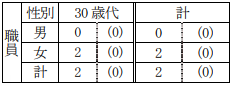 職員
性別 30歳代 計
男 0 (0) 0 (0)
女 2 (0) 2 (0)
計 2 (0) 2 (0)